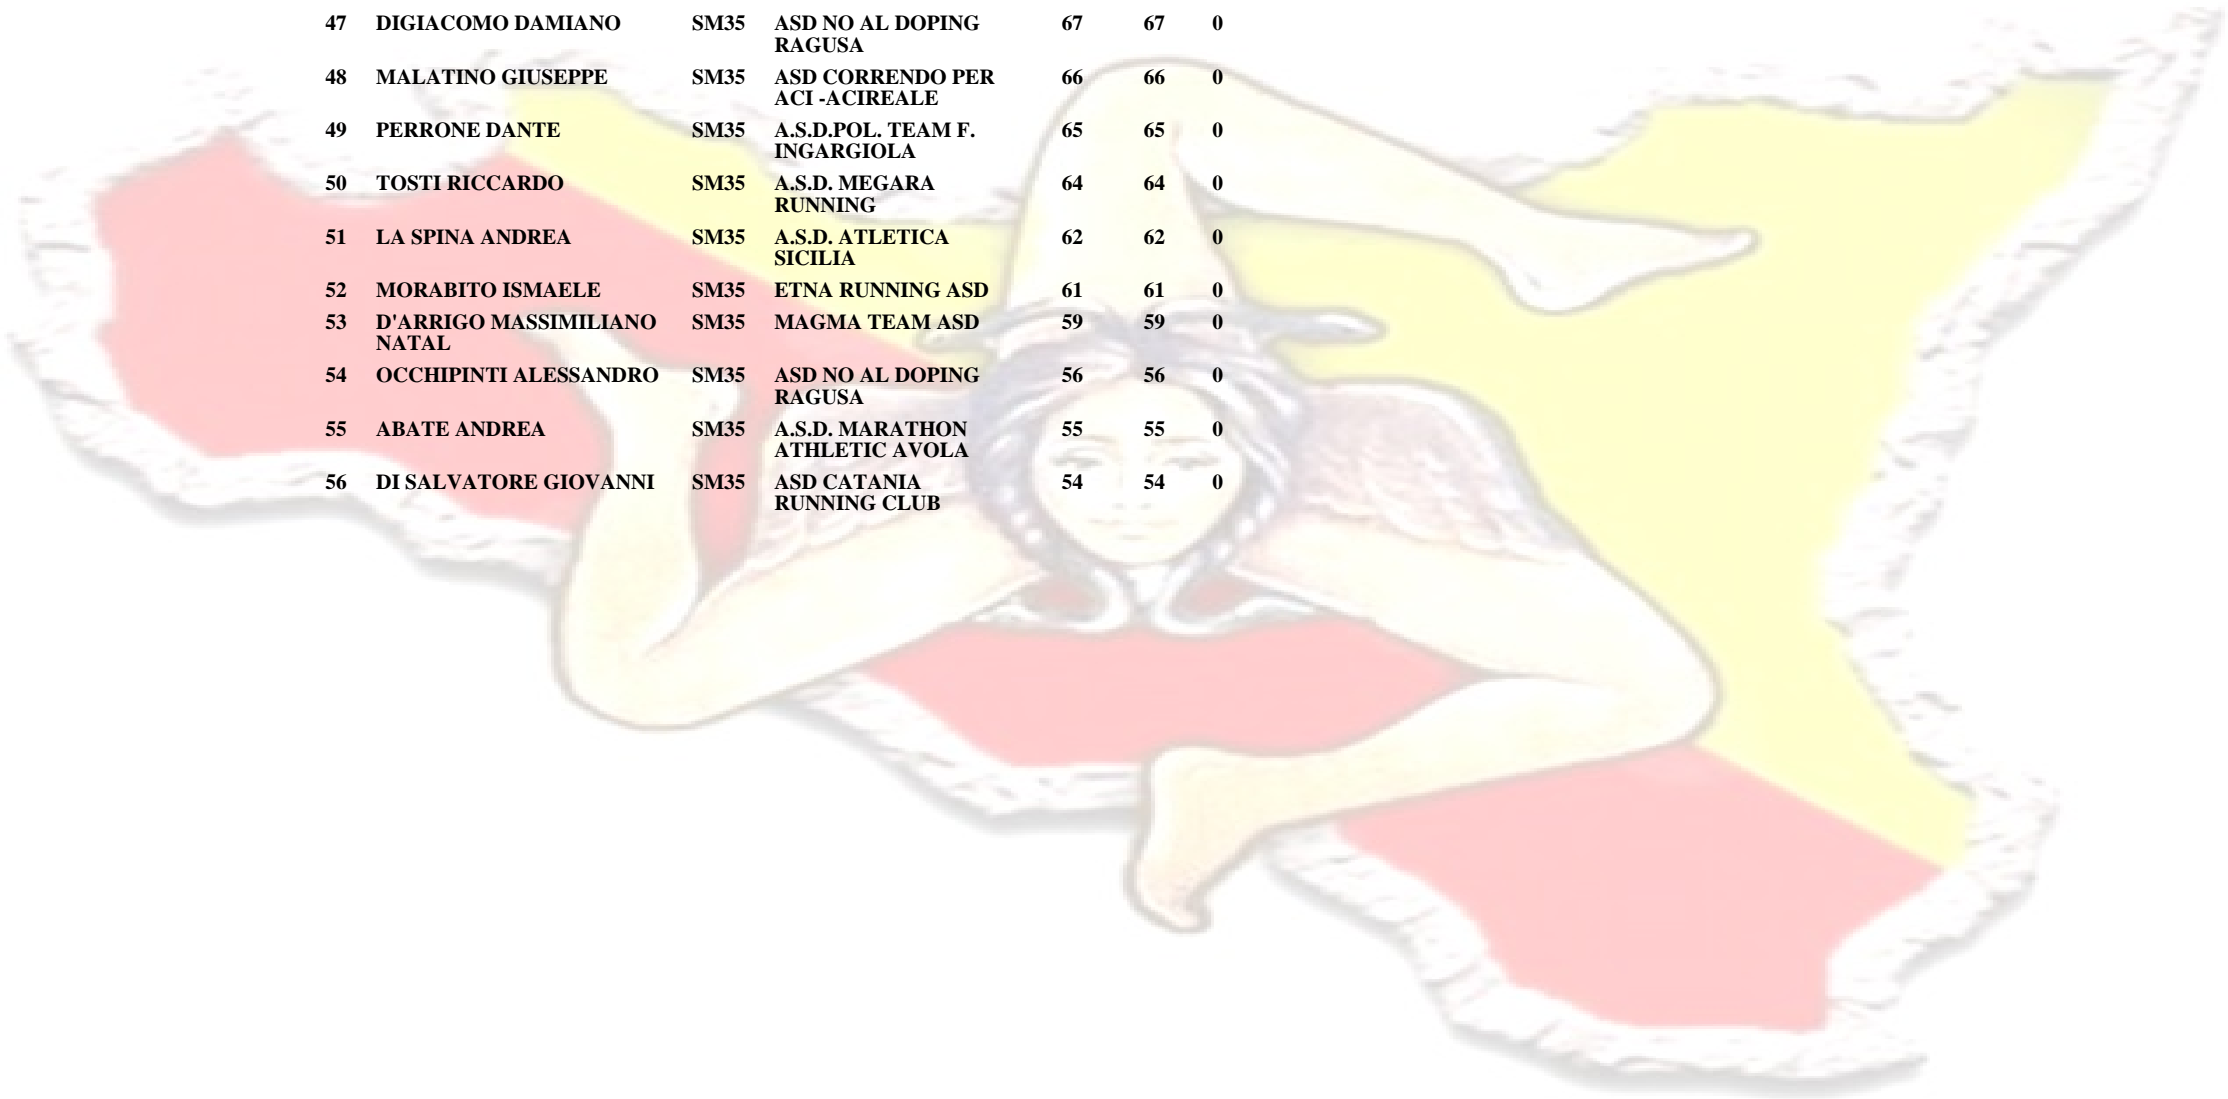 47 DIGIACOMO DAMIANO SM35 ASD NO AL DOPING 67 67 0
RAGUSA
48 MALATINO GIUSEPPE SM35 ASD CORRENDO PER 66 66 0
ACI -ACIREALE
49 PERRONE DANTE SM35 A.S.D.POL. TEAM F. 65 65 0
INGARGIOLA
50 TOSTI RICCARDO SM35 A.S.D. MEGARA 64 64 0
RUNNING
51 LA SPINA ANDREA SM35 A.S.D. ATLETICA 62 62 0
SICILIA
52 MORABITO ISMAELE SM35 ETNA RUNNING ASD 61 61 0
53 D'ARRIGO MASSIMILIANO SM35 MAGMA TEAM ASD 59 59 0
NATAL
54 OCCHIPINTI ALESSANDRO SM35 ASD NO AL DOPING 56 56 0
RAGUSA
55 ABATE ANDREA SM35 A.S.D. MARATHON 55 55 0
ATHLETIC AVOLA
56 DI SALVATORE GIOVANNI SM35 ASD CATANIA 54 54 0
RUNNING CLUB